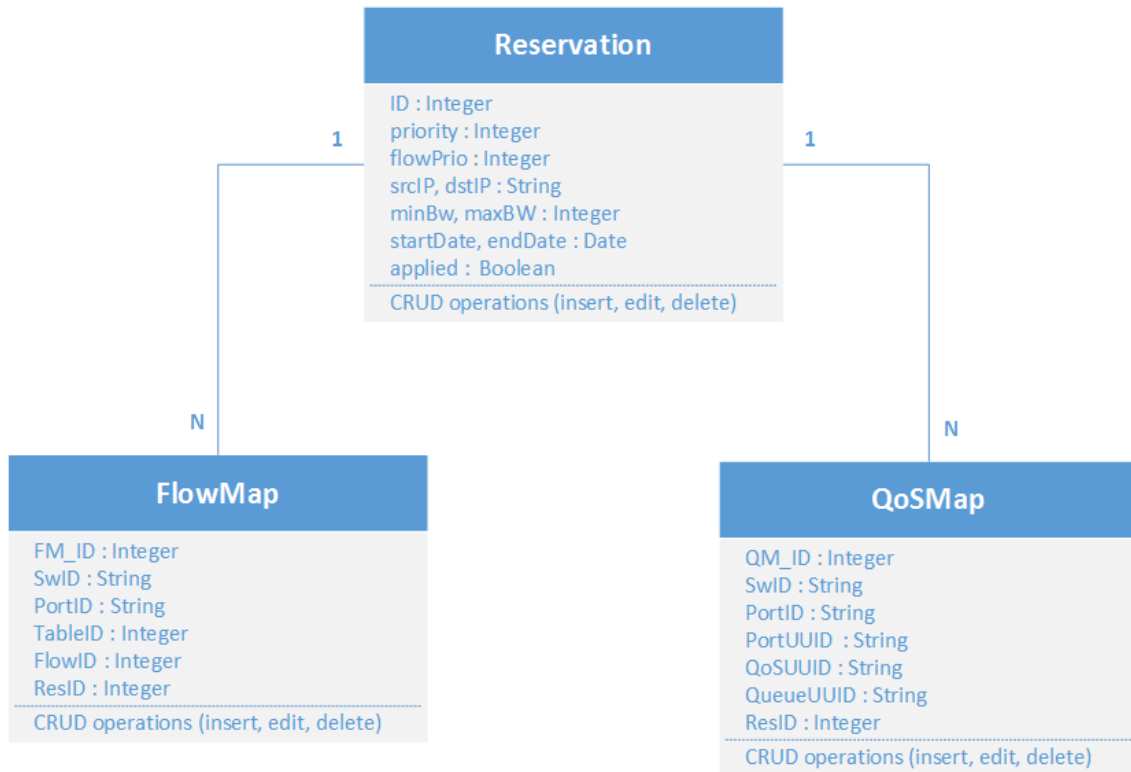 Reservation
ID : Integer
priority : Integer
flowPrio : Integer
srcIP, dstIP : String
minBw, maxBW : Integer
startDate, endDate : Date
applied : Boolean
CRUD operations (insert, edit, delete)
1
1
N
N
FlowMap
FM_ID : Integer
SwID : String
PortID : String
TableID : Integer
FlowID : Integer
ResID : Integer
CRUD operations (insert, edit, delete)
QoSMap
QM_ID : Integer
SwID : String
PortID : String
PortUUID : String
QoSUUID : String
QueueUUID : String
ResID : Integer
CRUD operations (insert, edit, delete)